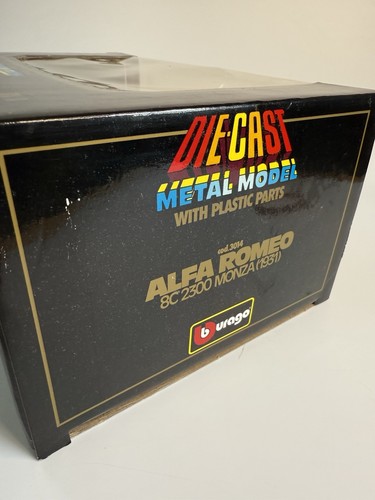 DIE-CAST
METAL MODEL
WITH PLASTIC PARTS
cod.3014
ALFA ROMEO
8C 2300 MONZA (1931)
burago